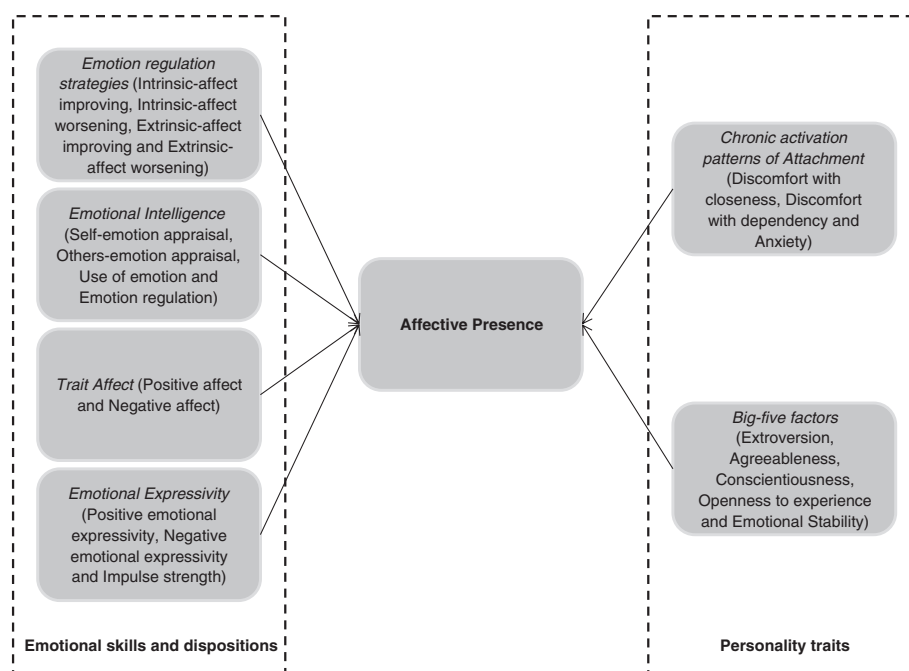 Emotion regulation
strategies (Intrinsic-affect
improving, Intrinsic-affect
worsening, Extrinsic-affect
improving and Extrinsic-
affect worsening)
Emotional Intelligence
(Self-emotion appraisal,
Others-emotion appraisal,
Use of emotion and
Emotion regulation)
Trait Affect (Positive affect
and Negative affect)
Emotional Expressivity
(Positive emotional
expressivity, Negative
emotional expressivity
and Impulse strength)
Emotional skills and dispositions
Affective Presence
Chronic activation
patterns of Attachment
(Discomfort with
closeness, Discomfort
with dependency and
Anxiety)
Big-five factors
(Extroversion,
Agreeableness,
Conscientiousness,
Openness to experience
and Emotional Stability)
Personality traits